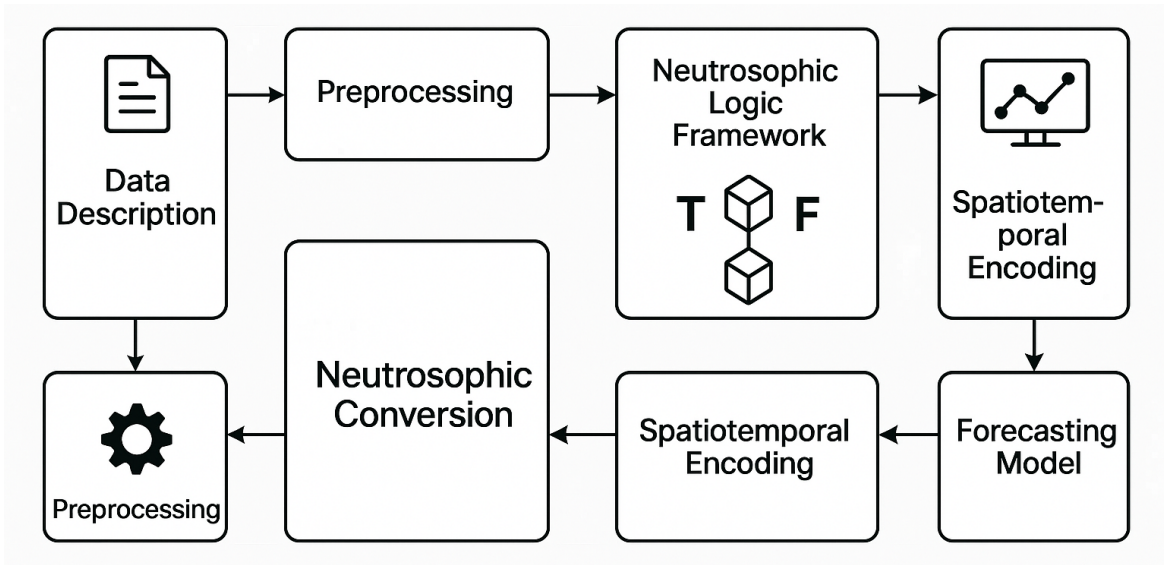 Data
Description
Preprocessing
Neutrosophic
Logic
Framework
T F
Spatiotem-
poral
Encoding
Preprocessing
Neutrosophic
Conversion
Spatiotemporal
Encoding
Forecasting
Model